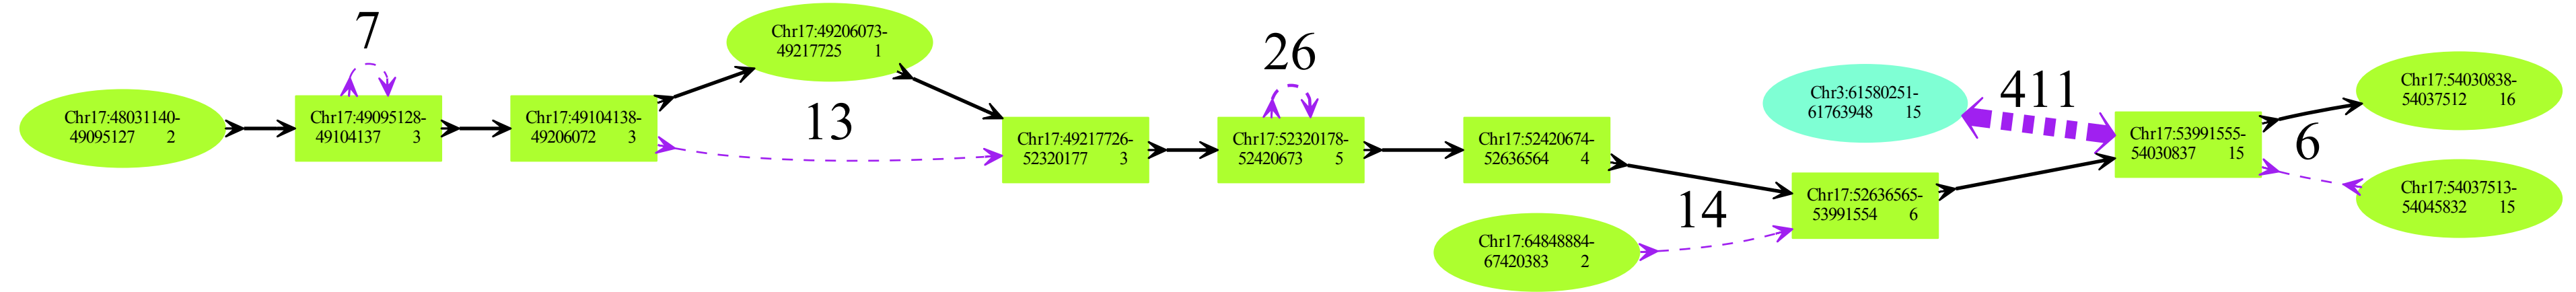 7
Chr17:49206073-
49217725 1
26
Chr17:48031140-
49095127 2
Chr17:49095128-
49104137 3
Chr17:49104138-
49206072 3
13
Chr17:49217726-
52320177 3
Chr17:52320178-
52420673 5
Chr17:52420674-
52636564 4
14
Chr17:64848884-
67420383 2
Chr17:52636565-
53991554 6
Chr3:61580251-
61763948 15
411
Chr17:53991555-
54030837 15
6
Chr17:54030838-
54037512 16
Chr17:54037513-
54045832 15